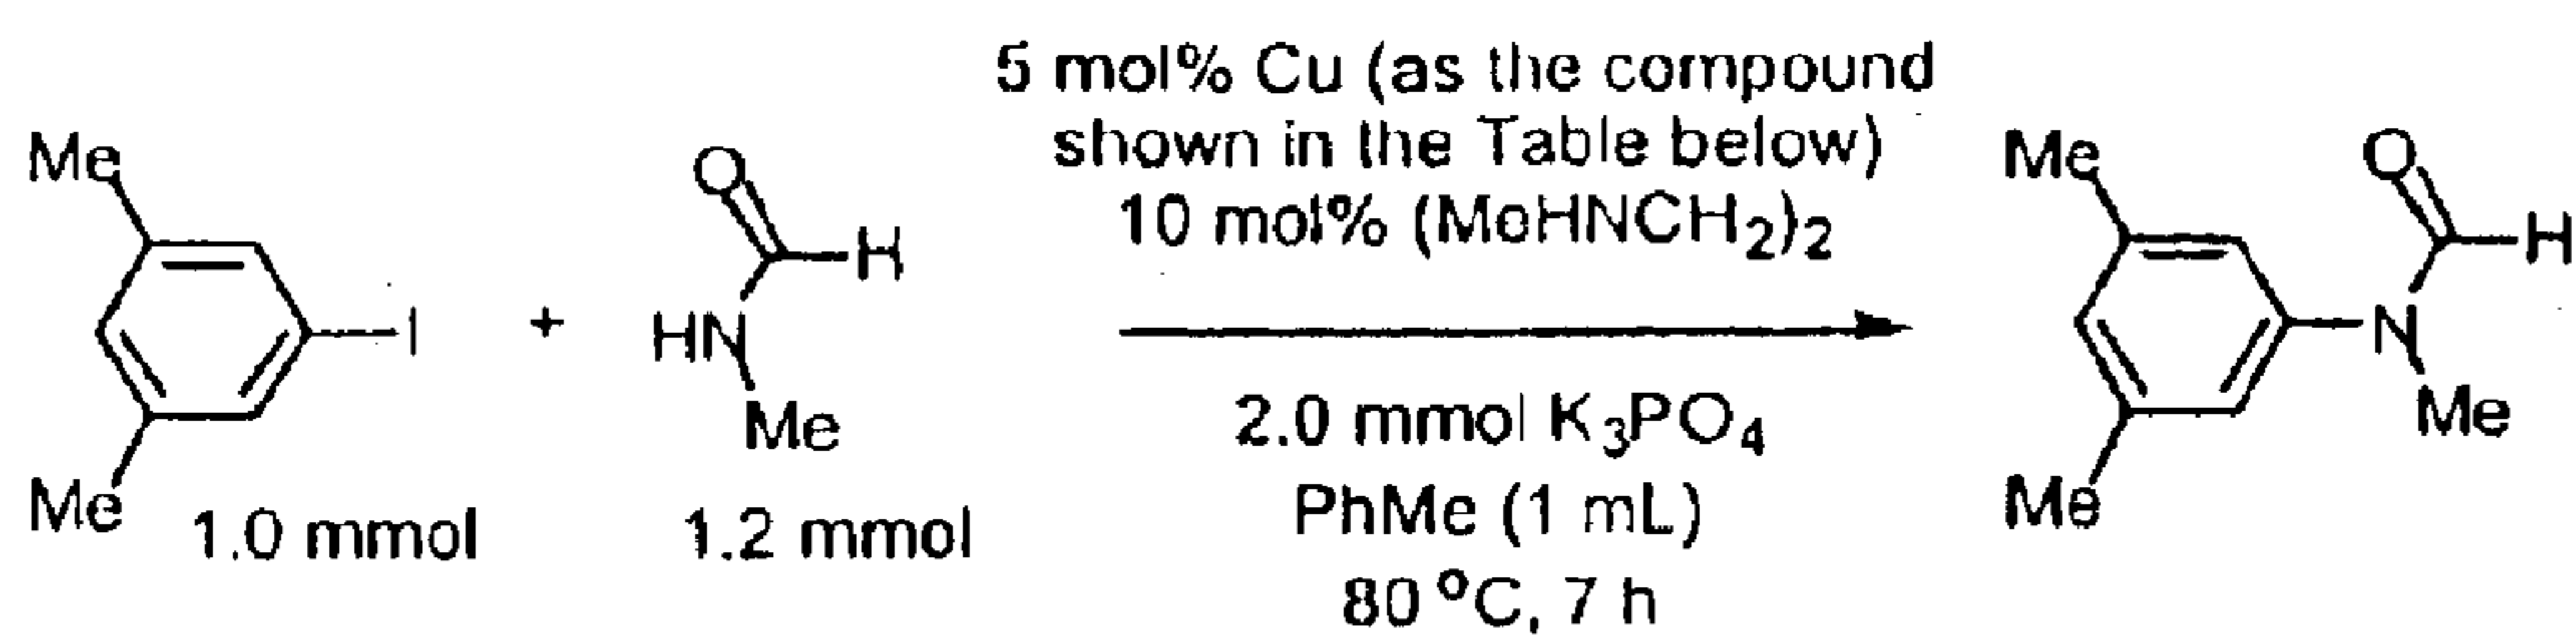 5 mol% Cu (as the compound
shown in the Table below)
10 mol% (MeHNCH2)2
Me
O
H
HN
Me
I
+
Me
1.0 mmol
1.2 mmol
2.0 mmol K3PO4
PhMe (1 mL)
80 °C, 7 h
Me
O
H
N
Me
Me